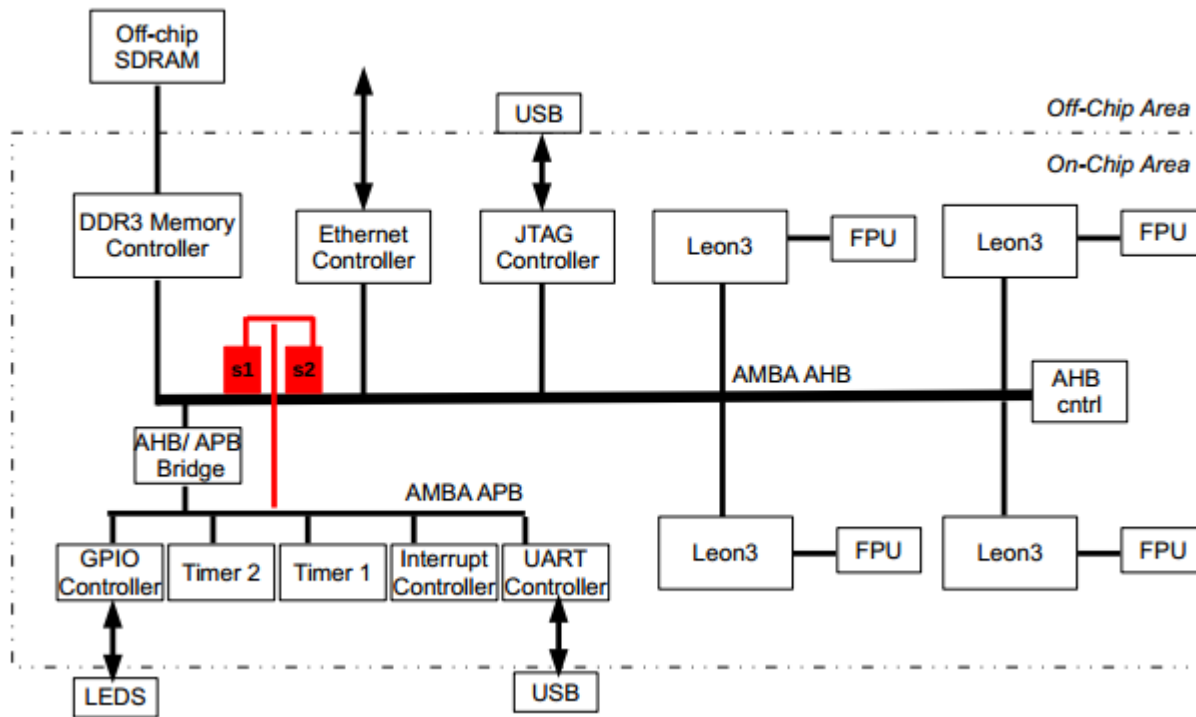 Off-chip
SDRAM
USB
Off-Chip Area
On-Chip Area
DDR3 Memory
Controller
Ethernet
Controller
JTAG
Controller
Leon3
FPU
Leon3
FPU
s1
s2
AMBA AHB
AHB
cntrl
AHB/ APB
Bridge
AMBA APB
GPIO
Controller
Timer 2
Timer 1
Interrupt
Controller
UART
Controller
Leon3
FPU
Leon3
FPU
LEDS
USB